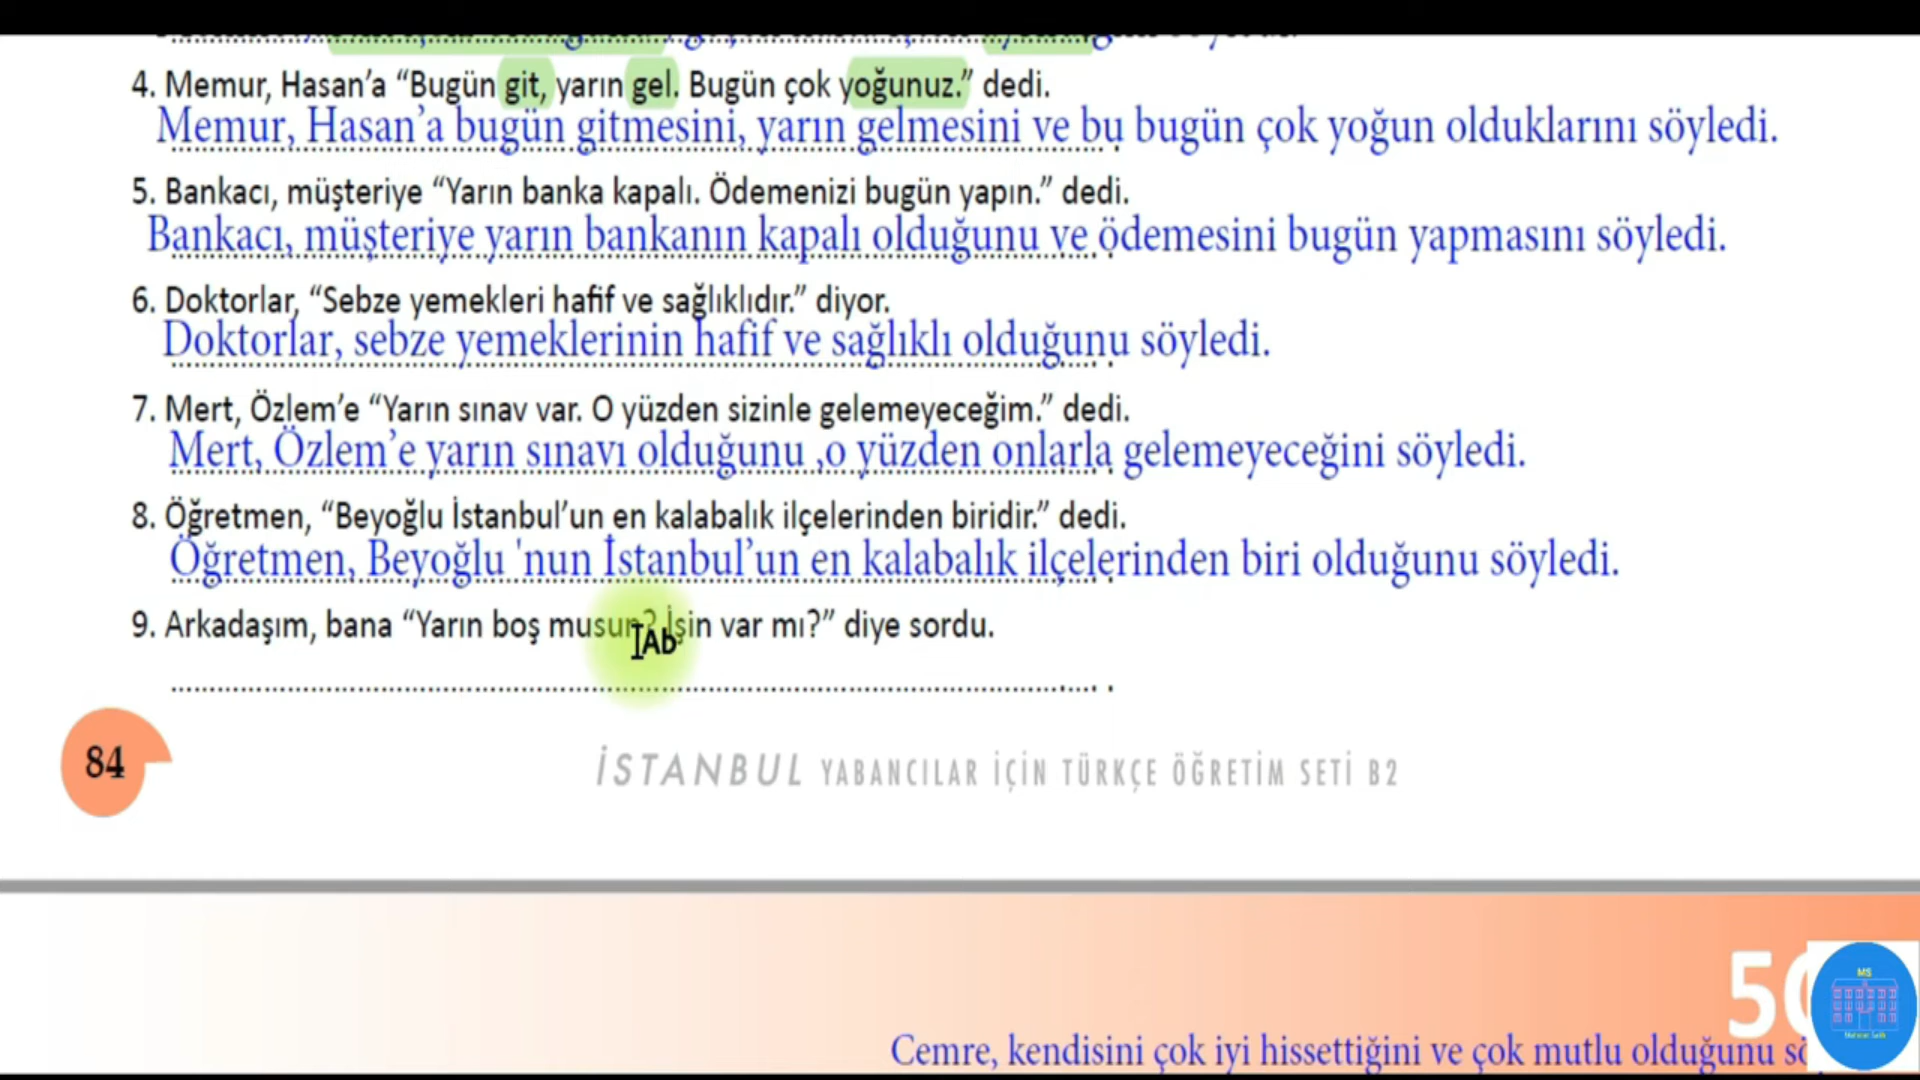 4. Memur, Hasan’a “Bugün git, yarın gel. Bugün çok yoğunuz.” dedi.
Memur, Hasan’a bugün gitmesini, yarın gelmesini ve bu bugün çok yoğun olduklarını söyledi.
5. Bankacı, müşteriye “Yarın banka kapalı. Ödemenizi bugün yapın.” dedi.
Bankacı, müşteriye yarın bankanın kapalı olduğunu ve ödemesini bugün yapmasını söyledi.
6. Doktorlar, “Sebze yemekleri hafif ve sağlıklıdır.” diyor.
Doktorlar, sebze yemeklerinin hafif ve sağlıklı olduğunu söyledi.
7. Mert, Özlem’e “Yarın sınav var. O yüzden sizinle gelemeyeceğim.” dedi.
Mert, Özlem’e yarın sınavı olduğunu ,o yüzden onlarla gelemeyeceğini söyledi.
8. Öğretmen, “Beyoğlu İstanbul’un en kalabalık ilçelerinden biridir.” dedi.
Öğretmen, Beyoğlu 'nun İstanbul’un en kalabalık ilçelerinden biri olduğunu söyledi.
9. Arkadaşım, bana “Yarın boş musun? İşin var mı?” diye sordu.
Ab
84
İSTANBUL YABANCILAR İÇİN TÜRKÇE ÖĞRETİM SETİ B2
MS
Cemre, kendisini çok iyi hissettiğini ve çok mutlu olduğunu